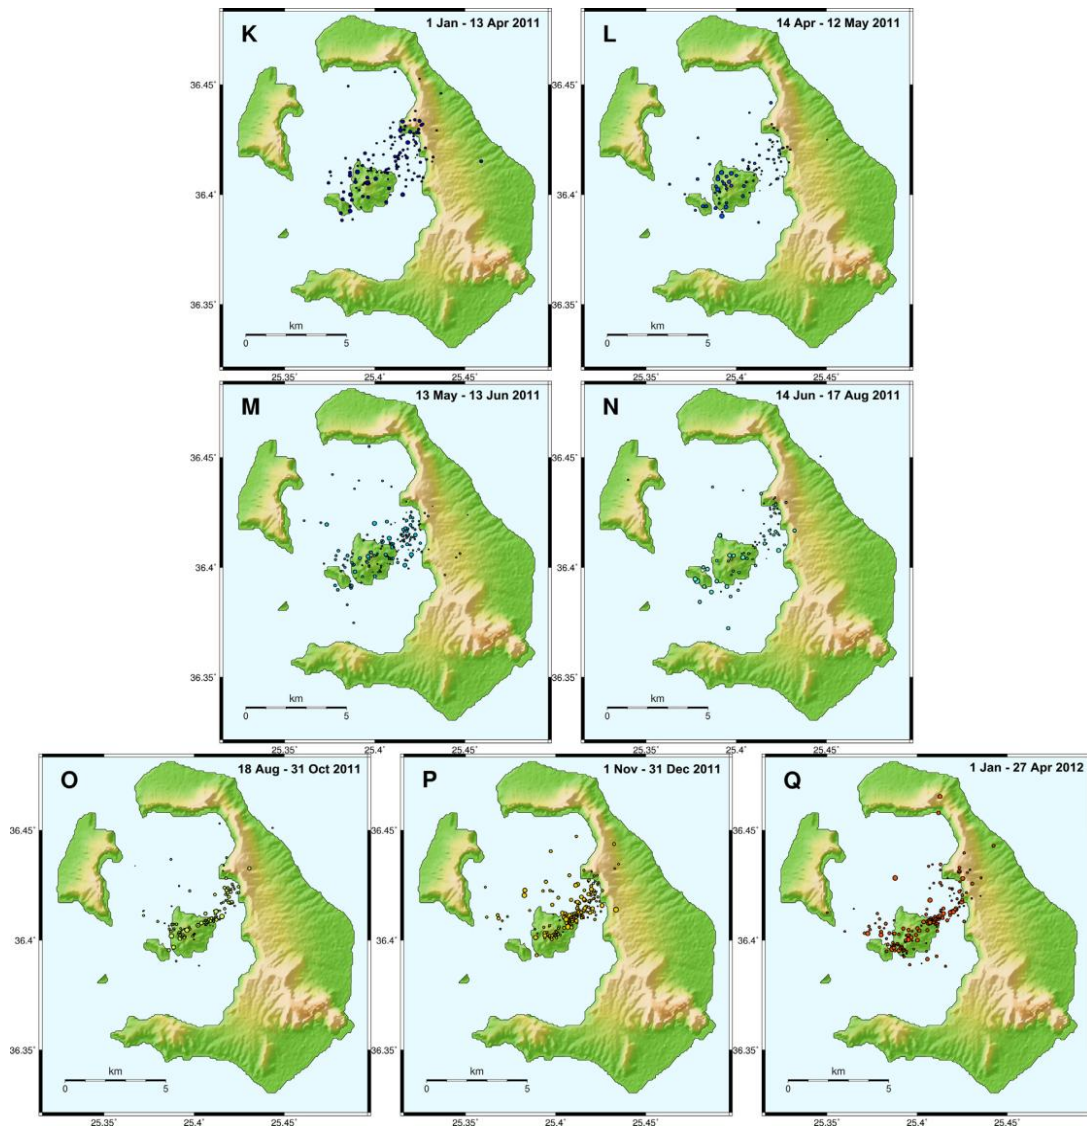 K 1 Jan - 13 Apr 2011
L 14 Apr - 12 May 2011
36.45˚
36.45˚
36.4˚
36.4˚
36.35˚
36.35˚
km
0 5
km
0 5
25.35˚ 25.4˚ 25.45˚
25.35˚ 25.4˚ 25.45˚
M 13 May - 13 Jun 2011
N 14 Jun - 17 Aug 2011
36.45˚
36.45˚
36.4˚
36.4˚
36.35˚
36.35˚
km
0 5
km
0 5
25.35˚ 25.4˚ 25.45˚
25.35˚ 25.4˚ 25.45˚
O 18 Aug - 31 Oct 2011
P 1 Nov - 31 Dec 2011
Q 1 Jan - 27 Apr 2012
36.45˚
36.45˚
36.45˚
36.4˚
36.4˚
36.4˚
36.35˚
36.35˚
36.35˚
km
0 5
km
0 5
km
0 5
25.35˚ 25.4˚ 25.45˚
25.35˚ 25.4˚ 25.45˚
25.35˚ 25.4˚ 25.45˚